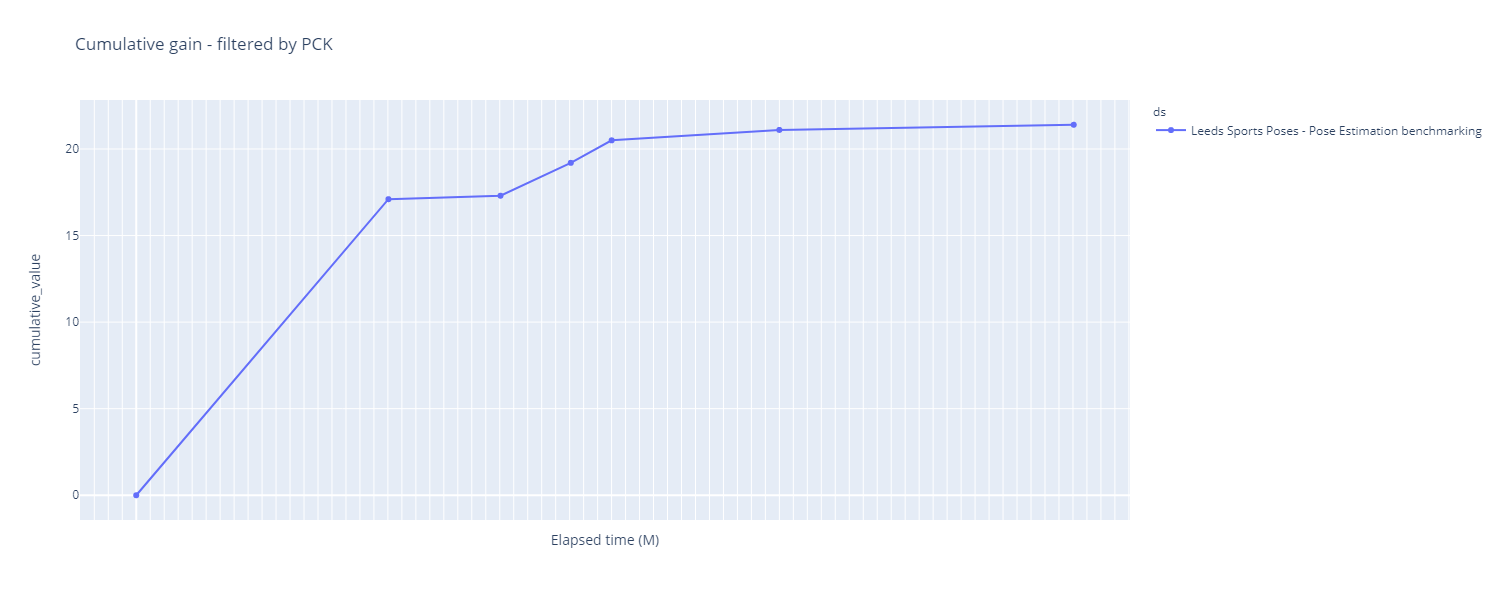 Cumulative gain - filtered by PCK
ds
Leeds Sports Poses - Pose Estimation benchmarking
20
15
10
5
0
cumulative_value
Elapsed time (M)